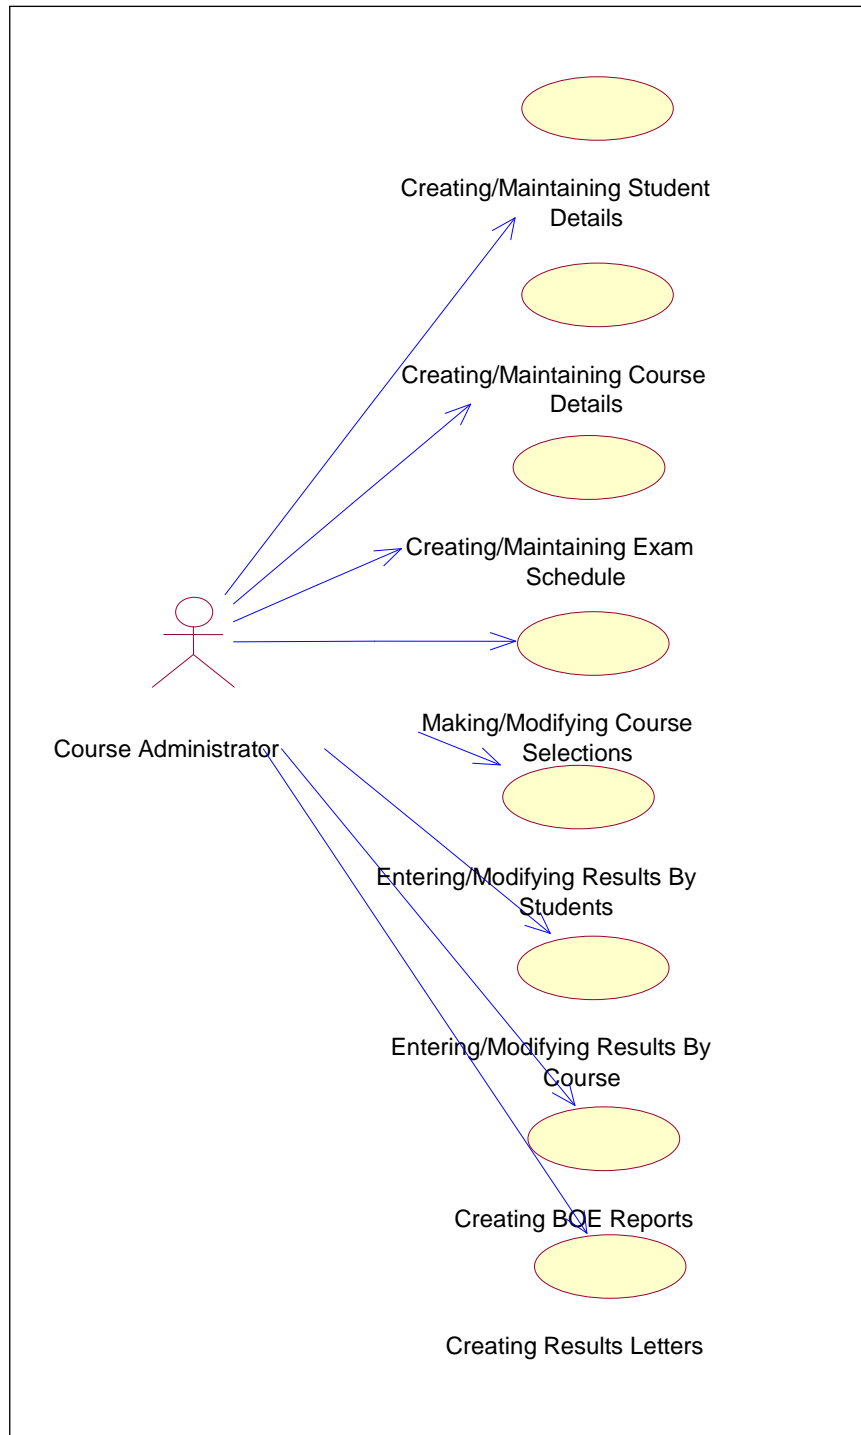 Creating/Maintaining Student
Details
Creating/Maintaining Course
Details
Creating/Maintaining Exam
Schedule
Course Administrator
Making/Modifying Course
Selections
Entering/Modifying Results By
Students
Entering/Modifying Results By
Course
Creating BOE Reports
Creating Results Letters